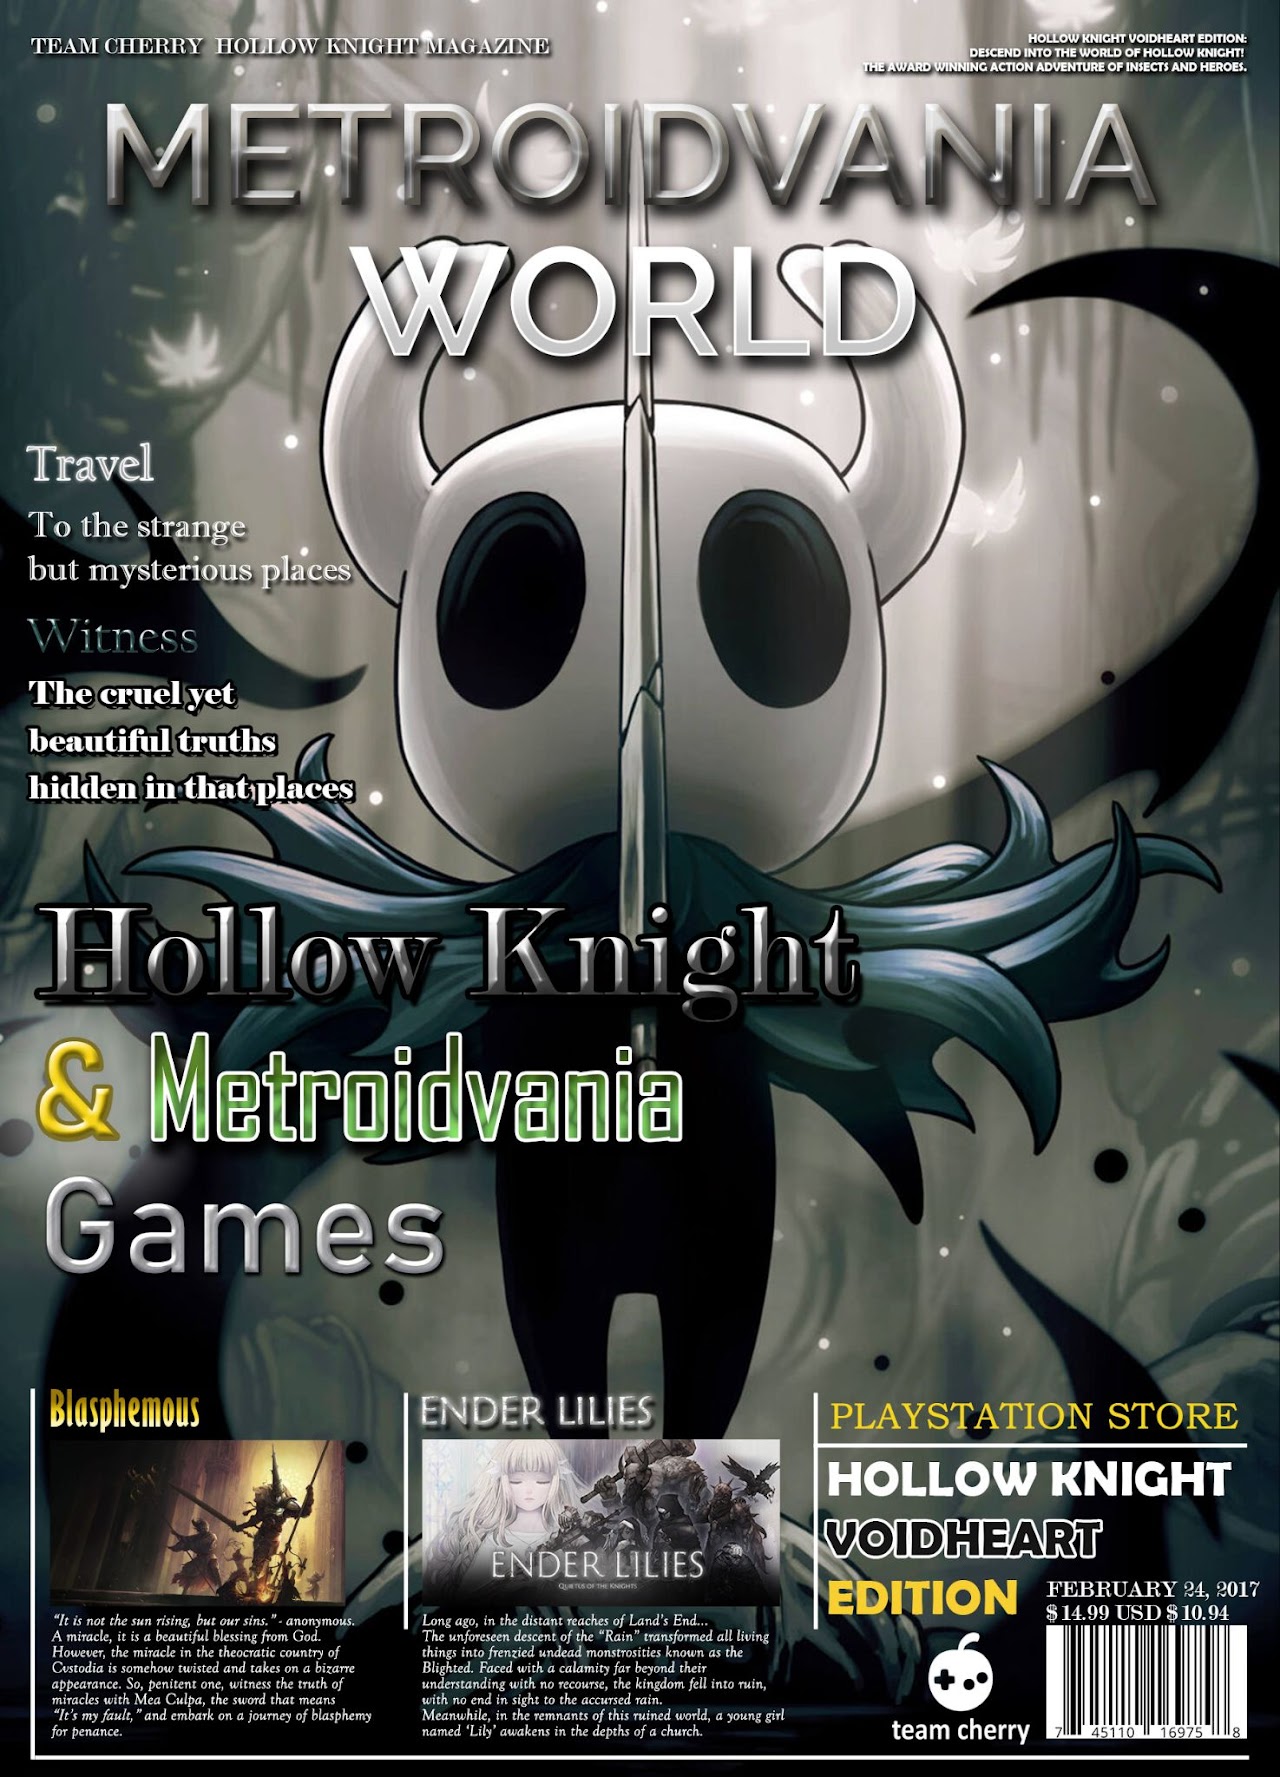 TEAM CHERRY HOLLOW KNIGHT MAGAZINE
HOLLOW KNIGHT VOIDHEART EDITION:
DESCEND INTO THE WORLD OF HOLLOW KNIGHT!
THE AWARD WINNING ACTION ADVENTURE OF INSECTS AND HEROES.
METROIDVANIA
WORLD
Travel
To the strange
but mysterious places
Witness
The cruel yet
beautiful truths
hidden in that places
Hollow Knight
& Metroidvania
Games
Blasphemous
"It is not the sun rising, but our sins." - anonymous.
A miracle, it is a beautiful blessing from God.
However, the miracle in the theocratic country of
Cvstodia is somehow twisted and takes on a bizarre
appearance. So, penitent one, witness the truth of
miracles with Mea Culpa, the sword that means
"It's my fault," and embark on a journey of blasphemy
for penance.
ENDER LILIES
ENDER LILIES
QUIETUS OF THE KNIGHTS
Long ago, in the distant reaches of Land's End...
The unforeseen descent of the "Rain" transformed all living
things into frenzied undead monstrosities known as the
Blighted. Faced with a calamity far beyond their
understanding with no recourse, the kingdom fell into ruin,
with no end in sight to the accursed rain.
Meanwhile, in the remnants of this ruined world, a young girl
named 'Lily' awakens in the depths of a church.
PLAYSTATION STORE
HOLLOW KNIGHT
VOIDHEART
EDITION
FEBRUARY 24, 2017
$ 14.99 USD $ 10.94
team cherry
7 45110 16975 8